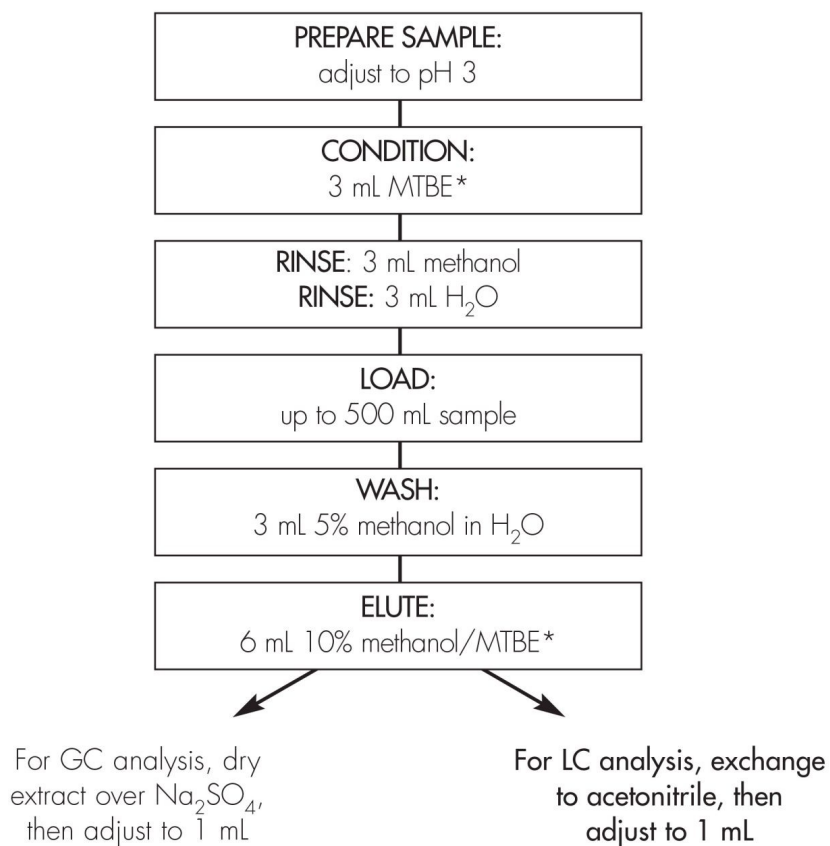 PREPARE SAMPLE:
adjust to pH 3
CONDITION:
3 mL MTBE*
RINSE: 3 mL methanol
RINSE: 3 mL H₂O
LOAD:
up to 500 mL sample
WASH:
3 mL 5% methanol in H₂O
ELUTE:
6 mL 10% methanol/MTBE*
For GC analysis, dry
extract over Na₂SO₄,
then adjust to 1 mL
For LC analysis, exchange
to acetonitrile, then
adjust to 1 mL